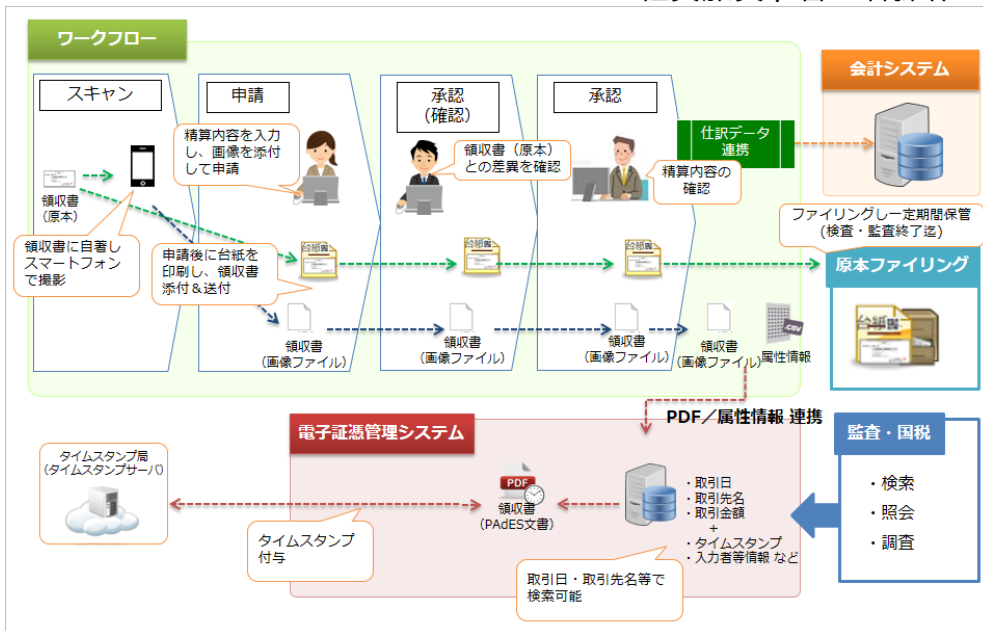 ワークフロー
スキャン
申請
承認
(確認)
承認
会計システム
仕訳データ
連携
精算内容を入力
し、画像を添付
して申請
領収書（原本）
との差異を確認
精算内容の
確認
領収書
(原本)
領収書に自著し
スマートフォン
で撮影
申請後に台紙を
印刷し、領収書
添付＆送付
台紙
台紙
台紙
ファイリングし一定期間保管
(検査・監査終了迄)
原本ファイリング
台紙
領収書
(画像ファイル)
領収書
(画像ファイル)
領収書
(画像ファイル)
領収書
(画像ファイル)
.CSV
属性情報
PDF／属性情報 連携
電子証憑管理システム
監査・国税
・検索
・照会
・調査
タイムスタンプ局
(タイムスタンプサーバ)
タイムスタンプ
付与
PDF
領収書
(PAdES文書)
・取引日
・取引先名
・取引金額
+
・タイムスタンプ
・入力者等情報 など
取引日・取引先名等で
検索可能